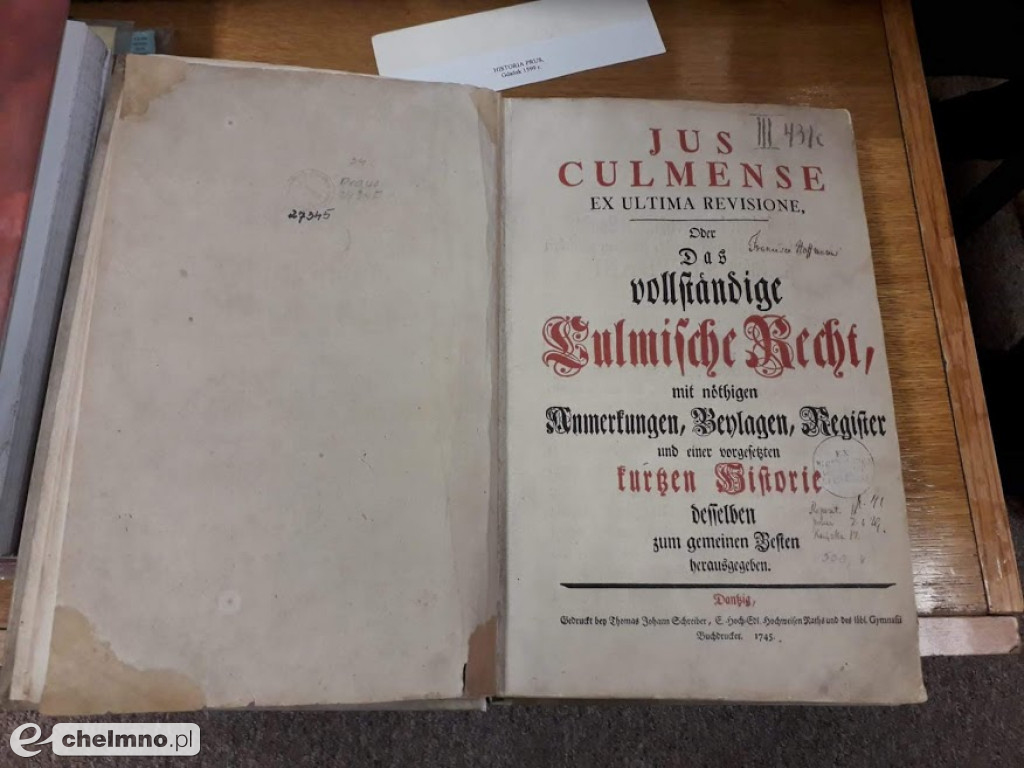 HISTORIA PRUS.
27345
JUS
CULMENSE
EX ULTIMA REVISIONE,
Oder
Das
vollständige
Culmische Recht,
mit nöthigen
Anmerkungen, Beylagen, Register
und einer vorgesetzten
kurtzen Historie
desselben
zum gemeinen Besten
herausgegeben.
Dantzig,
Gedruckt bey Thomas Johann Schreiber, E. Hoch-Edl. Hochweisen Raths und des löbl. Gymnasii
Buchdrucker. 1745.
III 431c
e-chelmno.pl